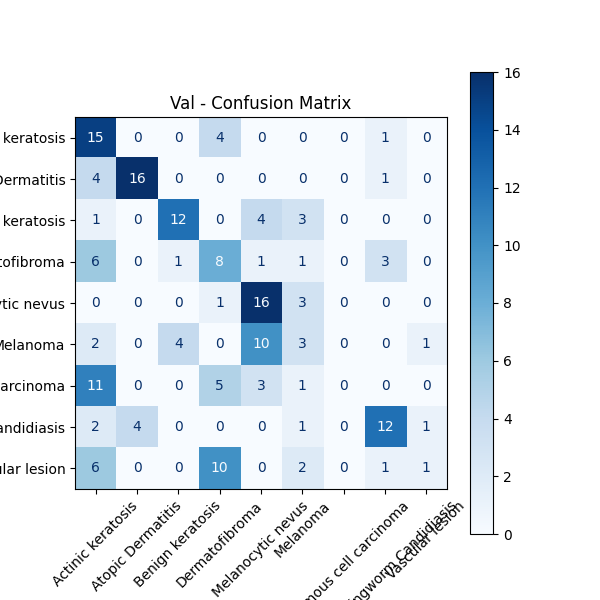 Val - Confusion Matrix
keratosis 15 0 0 4 0 0 0 1 0
Dermatitis 4 16 0 0 0 0 0 1 0
keratosis 1 0 12 0 4 3 0 0 0
tofibroma 6 0 1 8 1 1 0 3 0
ytic nevus 0 0 0 1 16 3 0 0 0
Melanoma 2 0 4 0 10 3 0 0 1
arcinoma 11 0 0 5 3 1 0 0 0
andidiasis 2 4 0 0 0 1 0 12 1
ular lesion 6 0 0 10 0 2 0 1 1
Actinic keratosis
Atopic Dermatitis
Benign keratosis
Dermatofibroma
Melanocytic nevus
Melanoma
mous cell carcinoma
ngworm Candidiasis
Vascular lesion
16
14
12
10
8
6
4
2
0